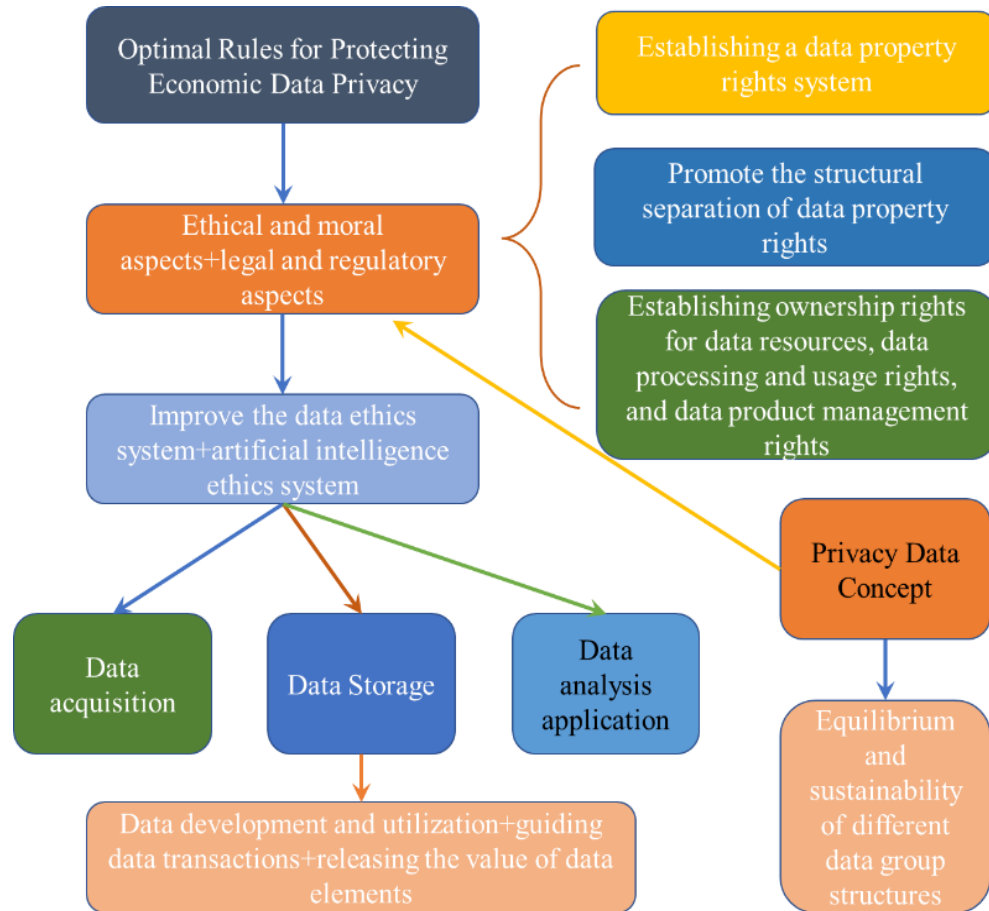 Optimal Rules for Protecting
Economic Data Privacy
Establishing a data property
rights system
Promote the structural
separation of data property
rights
Ethical and moral
aspects+legal and regulatory
aspects
Establishing ownership rights
for data resources, data
processing and usage rights,
and data product management
rights
Improve the data ethics
system+artificial intelligence
ethics system
Privacy Data
Concept
Data
acquisition
Data Storage
Data
analysis
application
Equilibrium
and
sustainability
of different
data group
structures
Data development and utilization+guiding
data transactions+releasing the value of data
elements